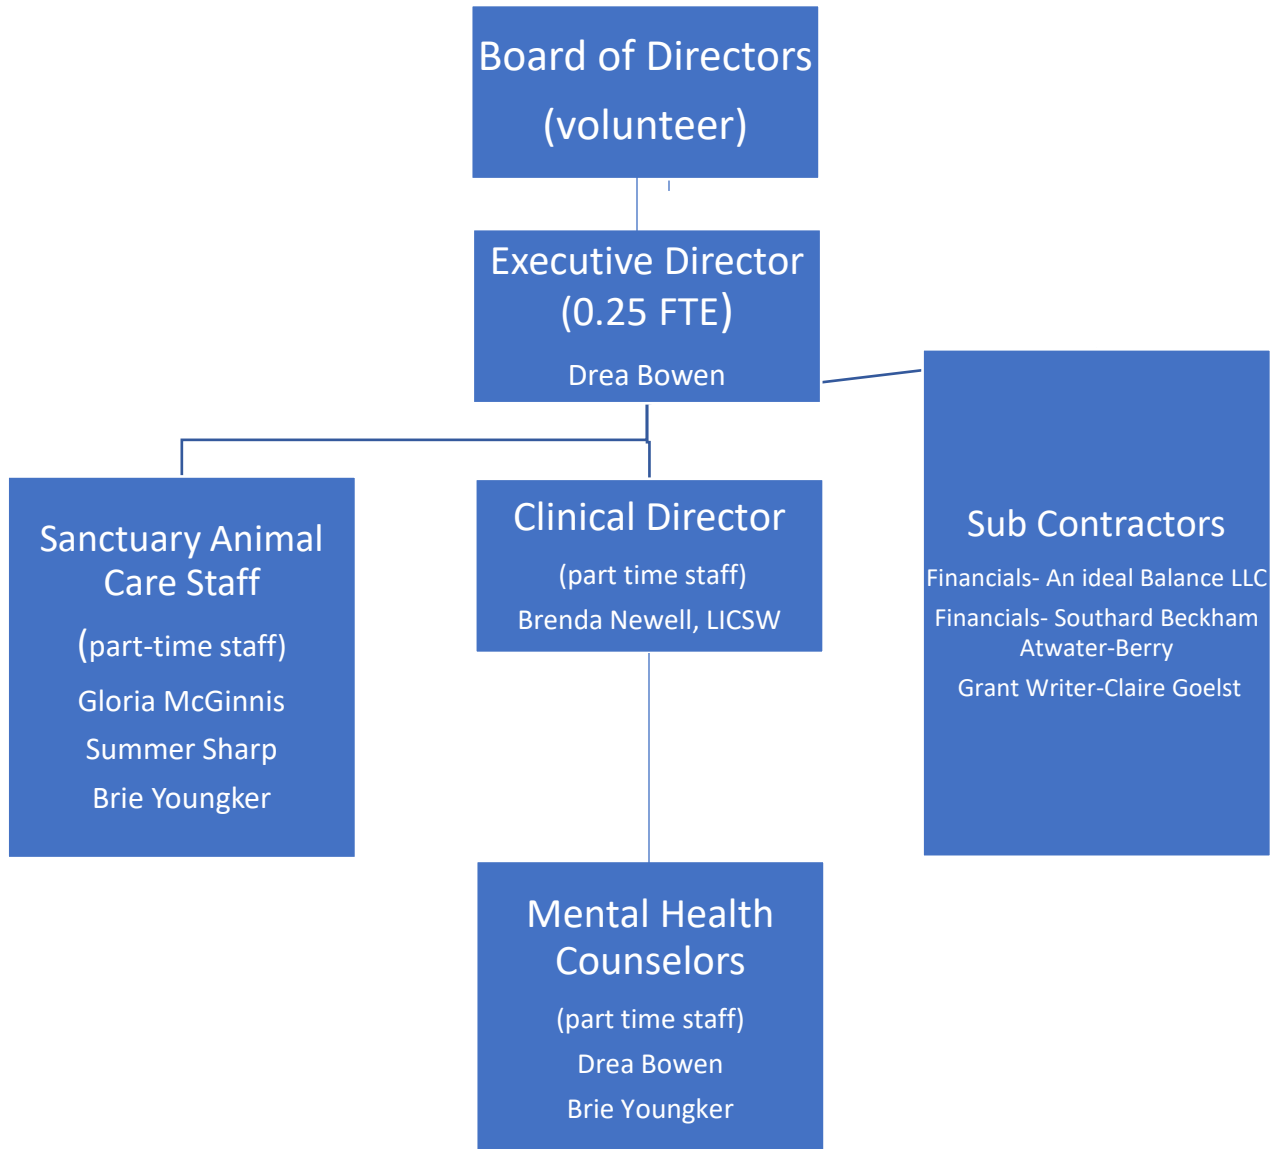 Board of Directors
(volunteer)
Executive Director
(0.25 FTE)
Drea Bowen
Sanctuary Animal
Care Staff
(part-time staff)
Gloria McGinnis
Summer Sharp
Brie Youngker
Clinical Director
(part time staff)
Brenda Newell, LICSW
Sub Contractors
Financials- An ideal Balance LLC
Financials- Southard Beckham
Atwater-Berry
Grant Writer-Claire Goelst
Mental Health
Counselors
(part time staff)
Drea Bowen
Brie Youngker